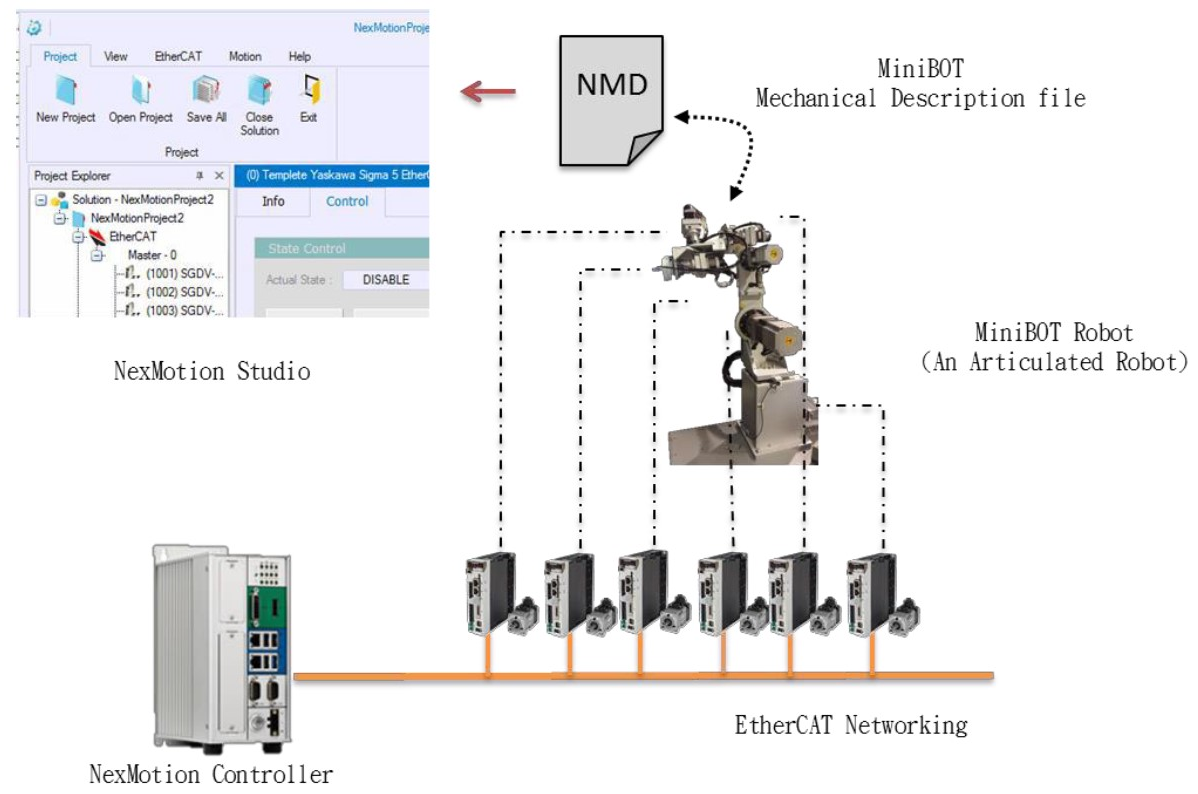 NexMotionProje
Project View EtherCAT Motion Help
New Project Open Project Save All Close Solution Exit
Project
Project Explorer
(0) Templete Yaskawa Sigma 5 EtherC
Solution - NexMotionProject2
Info Control
NexMotionProject2
EtherCAT
State Control
Master - 0
(1001) SGDV-...
Actual State : DISABLE
(1002) SGDV-...
(1003) SGDV-...
NexMotion Studio
NMD
MiniBOT
Mechanical Description file
MiniBOT Robot
(An Articulated Robot)
EtherCAT Networking
NexMotion Controller